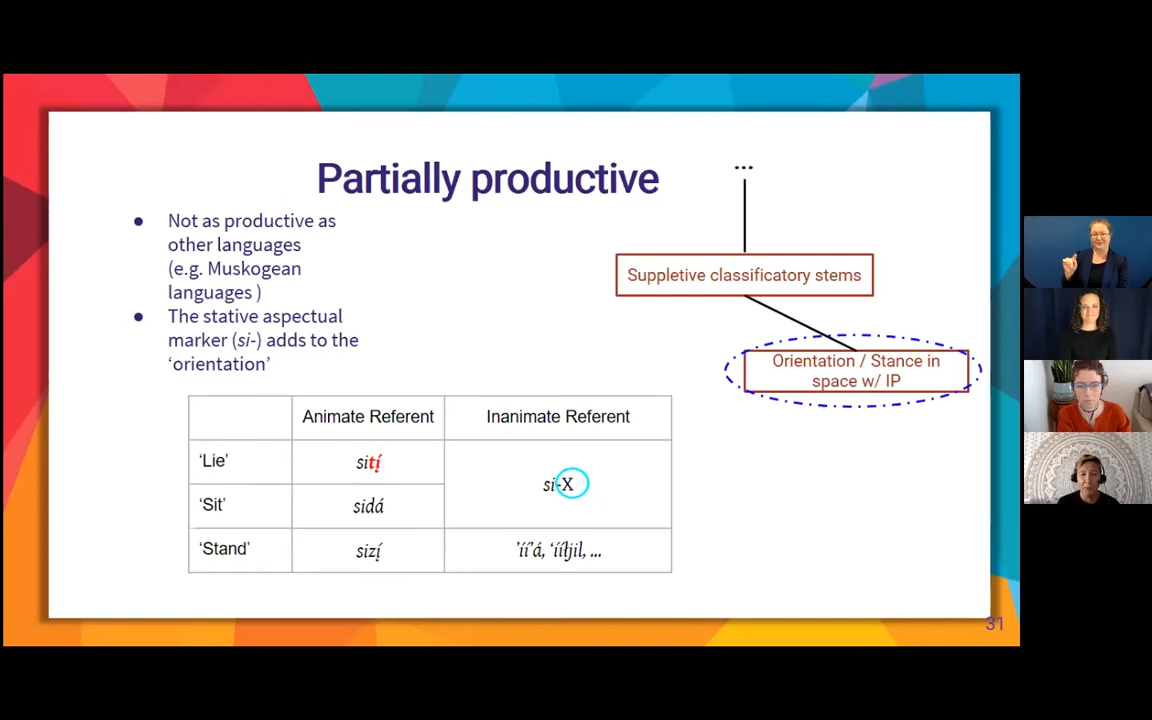 Partially productive
● Not as productive as
other languages
(e.g. Muskogean
languages )
● The stative aspectual
marker (si-) adds to the
‘orientation’
...
Suppletive classificatory stems
Orientation / Stance in
space w/ IP
Animate Referent Inanimate Referent
‘Lie’ sitį́ si-X
‘Sit’ sidá
‘Stand’ sizį́ ’íí’á, ‘ííłjil, ...
31